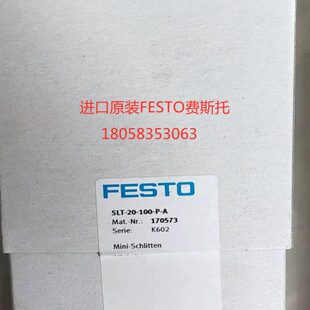 进口原装FESTO费斯托
18058353063
FESTO
SLT-20-100-P-A
Mat.-Nr.: 170573
Serie: K602
Mini-Schlitten